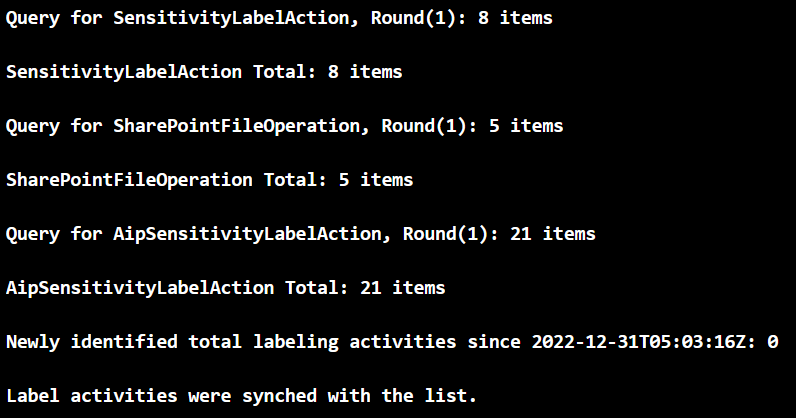 Query for SensitivityLabelAction, Round(1): 8 items
SensitivityLabelAction Total: 8 items
Query for SharePointFileOperation, Round(1): 5 items
SharePointFileOperation Total: 5 items
Query for AipSensitivityLabelAction, Round(1): 21 items
AipSensitivityLabelAction Total: 21 items
Newly identified total labeling activities since 2022-12-31T05:03:16Z: 0
Label activities were synched with the list.